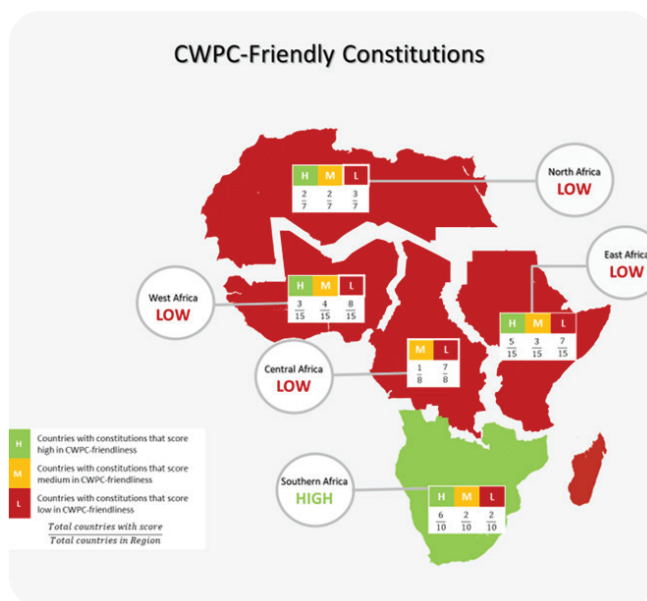 CWPC-Friendly Constitutions
H M L
2/7 2/7 3/7
North Africa
LOW
East Africa
LOW
H M L
3/15 4/15 8/15
West Africa
LOW
H M L
5/15 3/15 7/15
M L
1/8 7/8
Central Africa
LOW
H Countries with constitutions that score
high in CWPC-friendliness
M Countries with constitutions that score
medium in CWPC-friendliness
L Countries with constitutions that score
low in CWPC-friendliness
Total countries with score
Total countries in Region
Southern Africa
HIGH
H M L
6/10 2/10 2/10